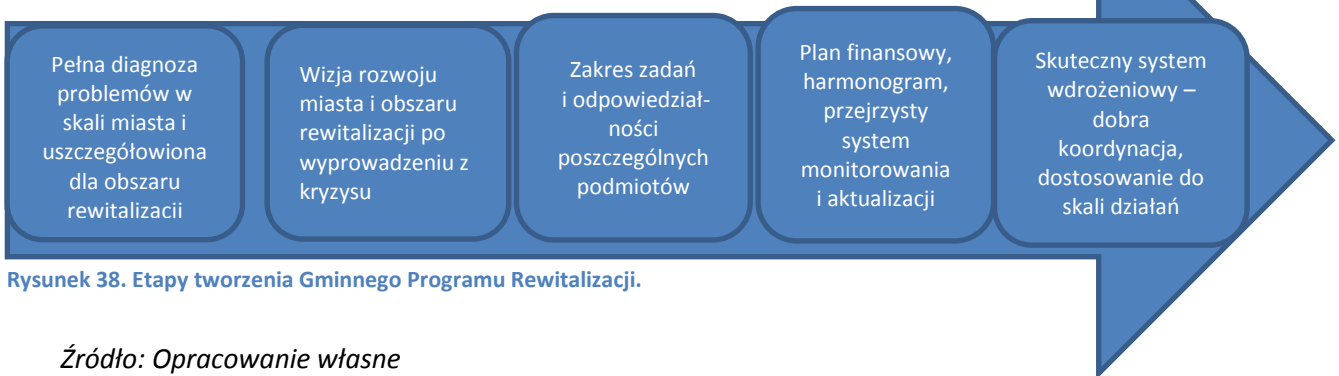 Pełna diagnoza
problemów w
skali miasta i
uszczegółowiona
dla obszaru
rewitalizacji
Wizja rozwoju
miasta i obszaru
rewitalizacji po
wyprowadzeniu z
kryzysu
Zakres zadań
i odpowiedzial-
ności
poszczególnych
podmiotów
Plan finansowy,
harmonogram,
przejrzysty
system
monitorowania
i aktualizacji
Skuteczny system
wdrożeniowy –
dobra
koordynacja,
dostosowanie do
skali działań
Rysunek 38. Etapy tworzenia Gminnego Programu Rewitalizacji.
Źródło: Opracowanie własne